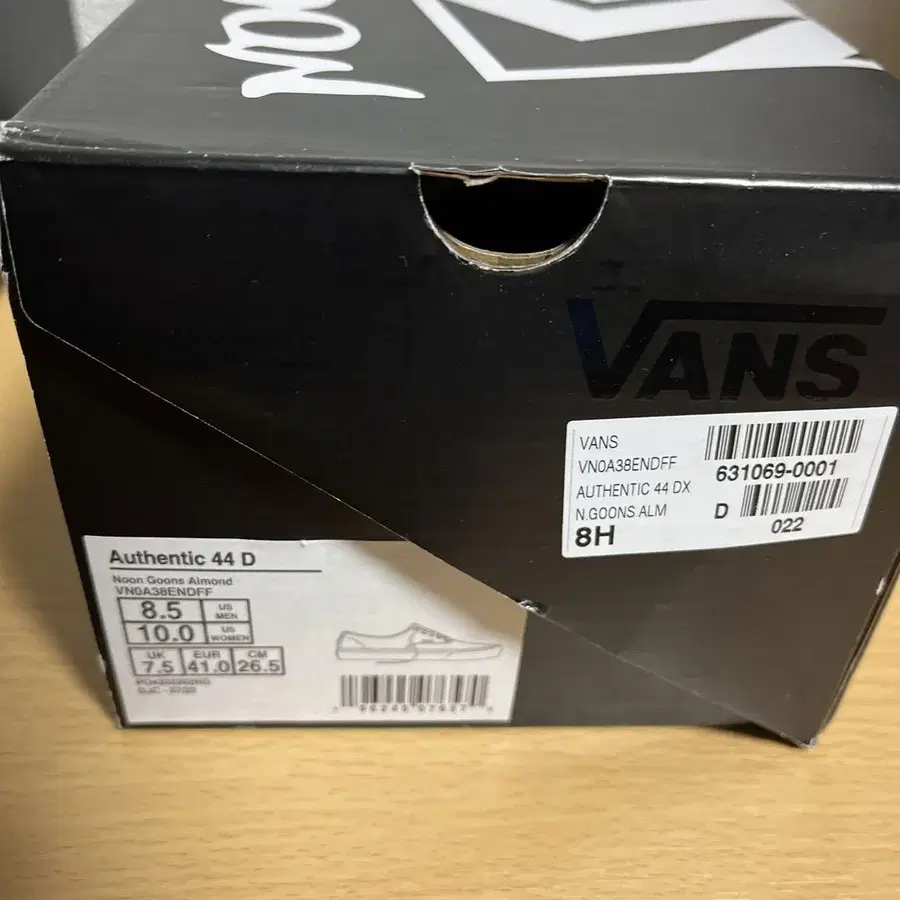 VANS
VANS
VN0A38ENDFF
AUTHENTIC 44 DX
N.GOONS ALM
8H
631069-0001
D
022
Authentic 44 D
Noon Goons Almond
VN0A38ENDFF
8.5 US MEN
10.0 US WOMEN
UK EUR CM
7.5 41.0 26.5